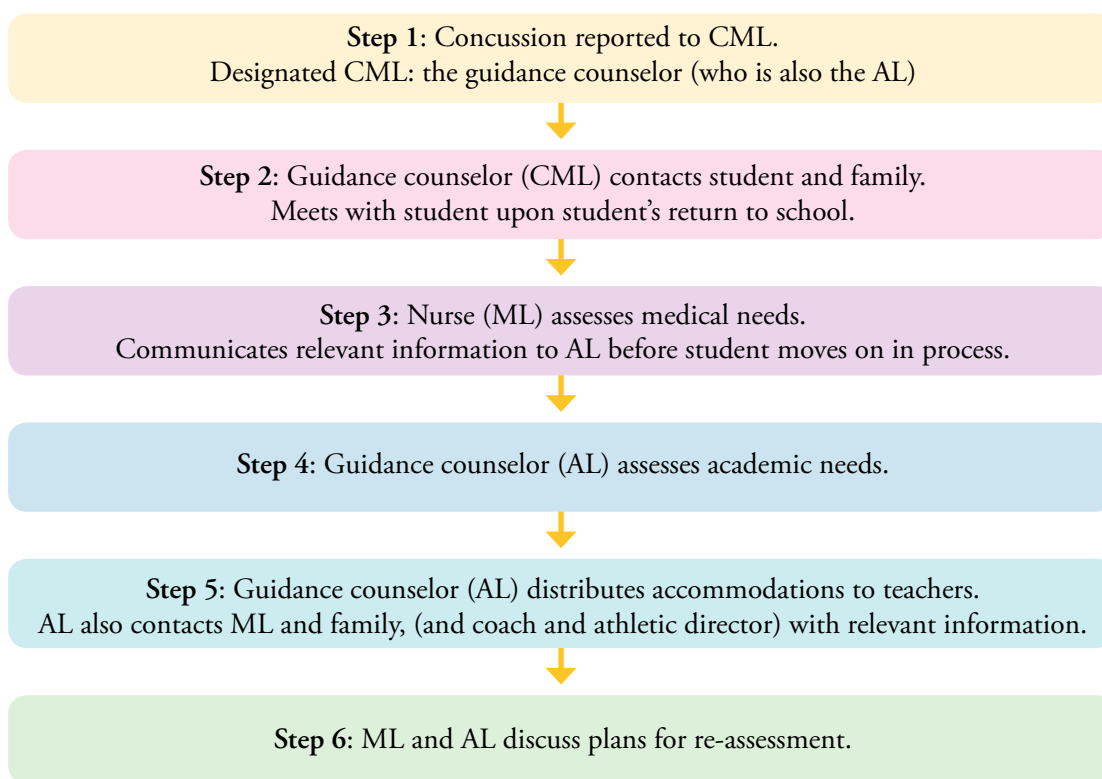 Step 1: Concussion reported to CML.
Designated CML: the guidance counselor (who is also the AL)
Step 2: Guidance counselor (CML) contacts student and family.
Meets with student upon student’s return to school.
Step 3: Nurse (ML) assesses medical needs.
Communicates relevant information to AL before student moves on in process.
Step 4: Guidance counselor (AL) assesses academic needs.
Step 5: Guidance counselor (AL) distributes accommodations to teachers.
AL also contacts ML and family, (and coach and athletic director) with relevant information.
Step 6: ML and AL discuss plans for re-assessment.